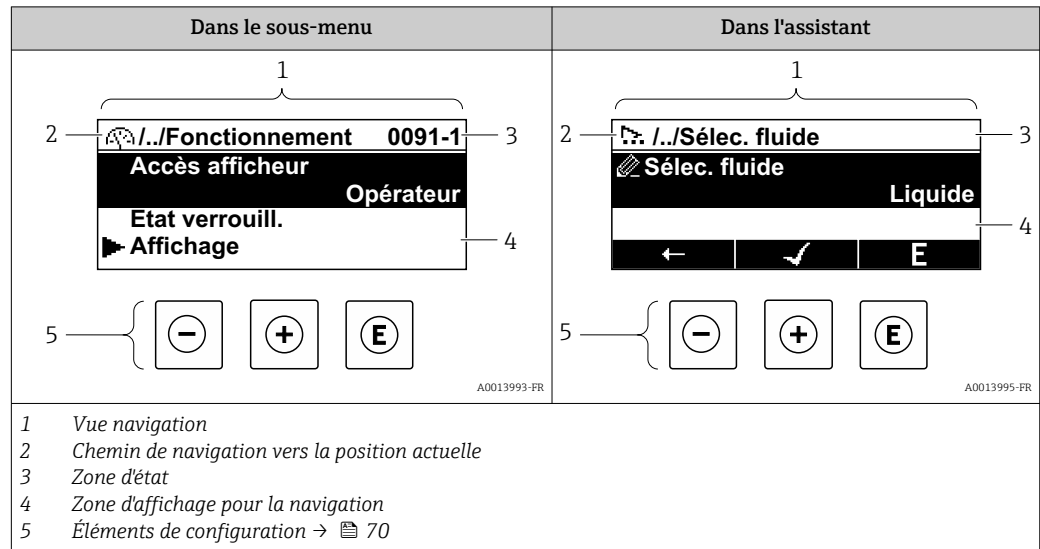 Dans le sous-menu
Dans l'assistant
1
2
/../Fonctionnement 0091-1
3
Accès afficheur
Opérateur
Etat verrouill.
Affichage
4
5
- + E
A0013993-FR
1
2
/../Sélec. fluide
3
Sélec. fluide
Liquide
4
← ✓ E
5
- + E
A0013995-FR
1 Vue navigation
2 Chemin de navigation vers la position actuelle
3 Zone d'état
4 Zone d'affichage pour la navigation
5 Éléments de configuration → 70